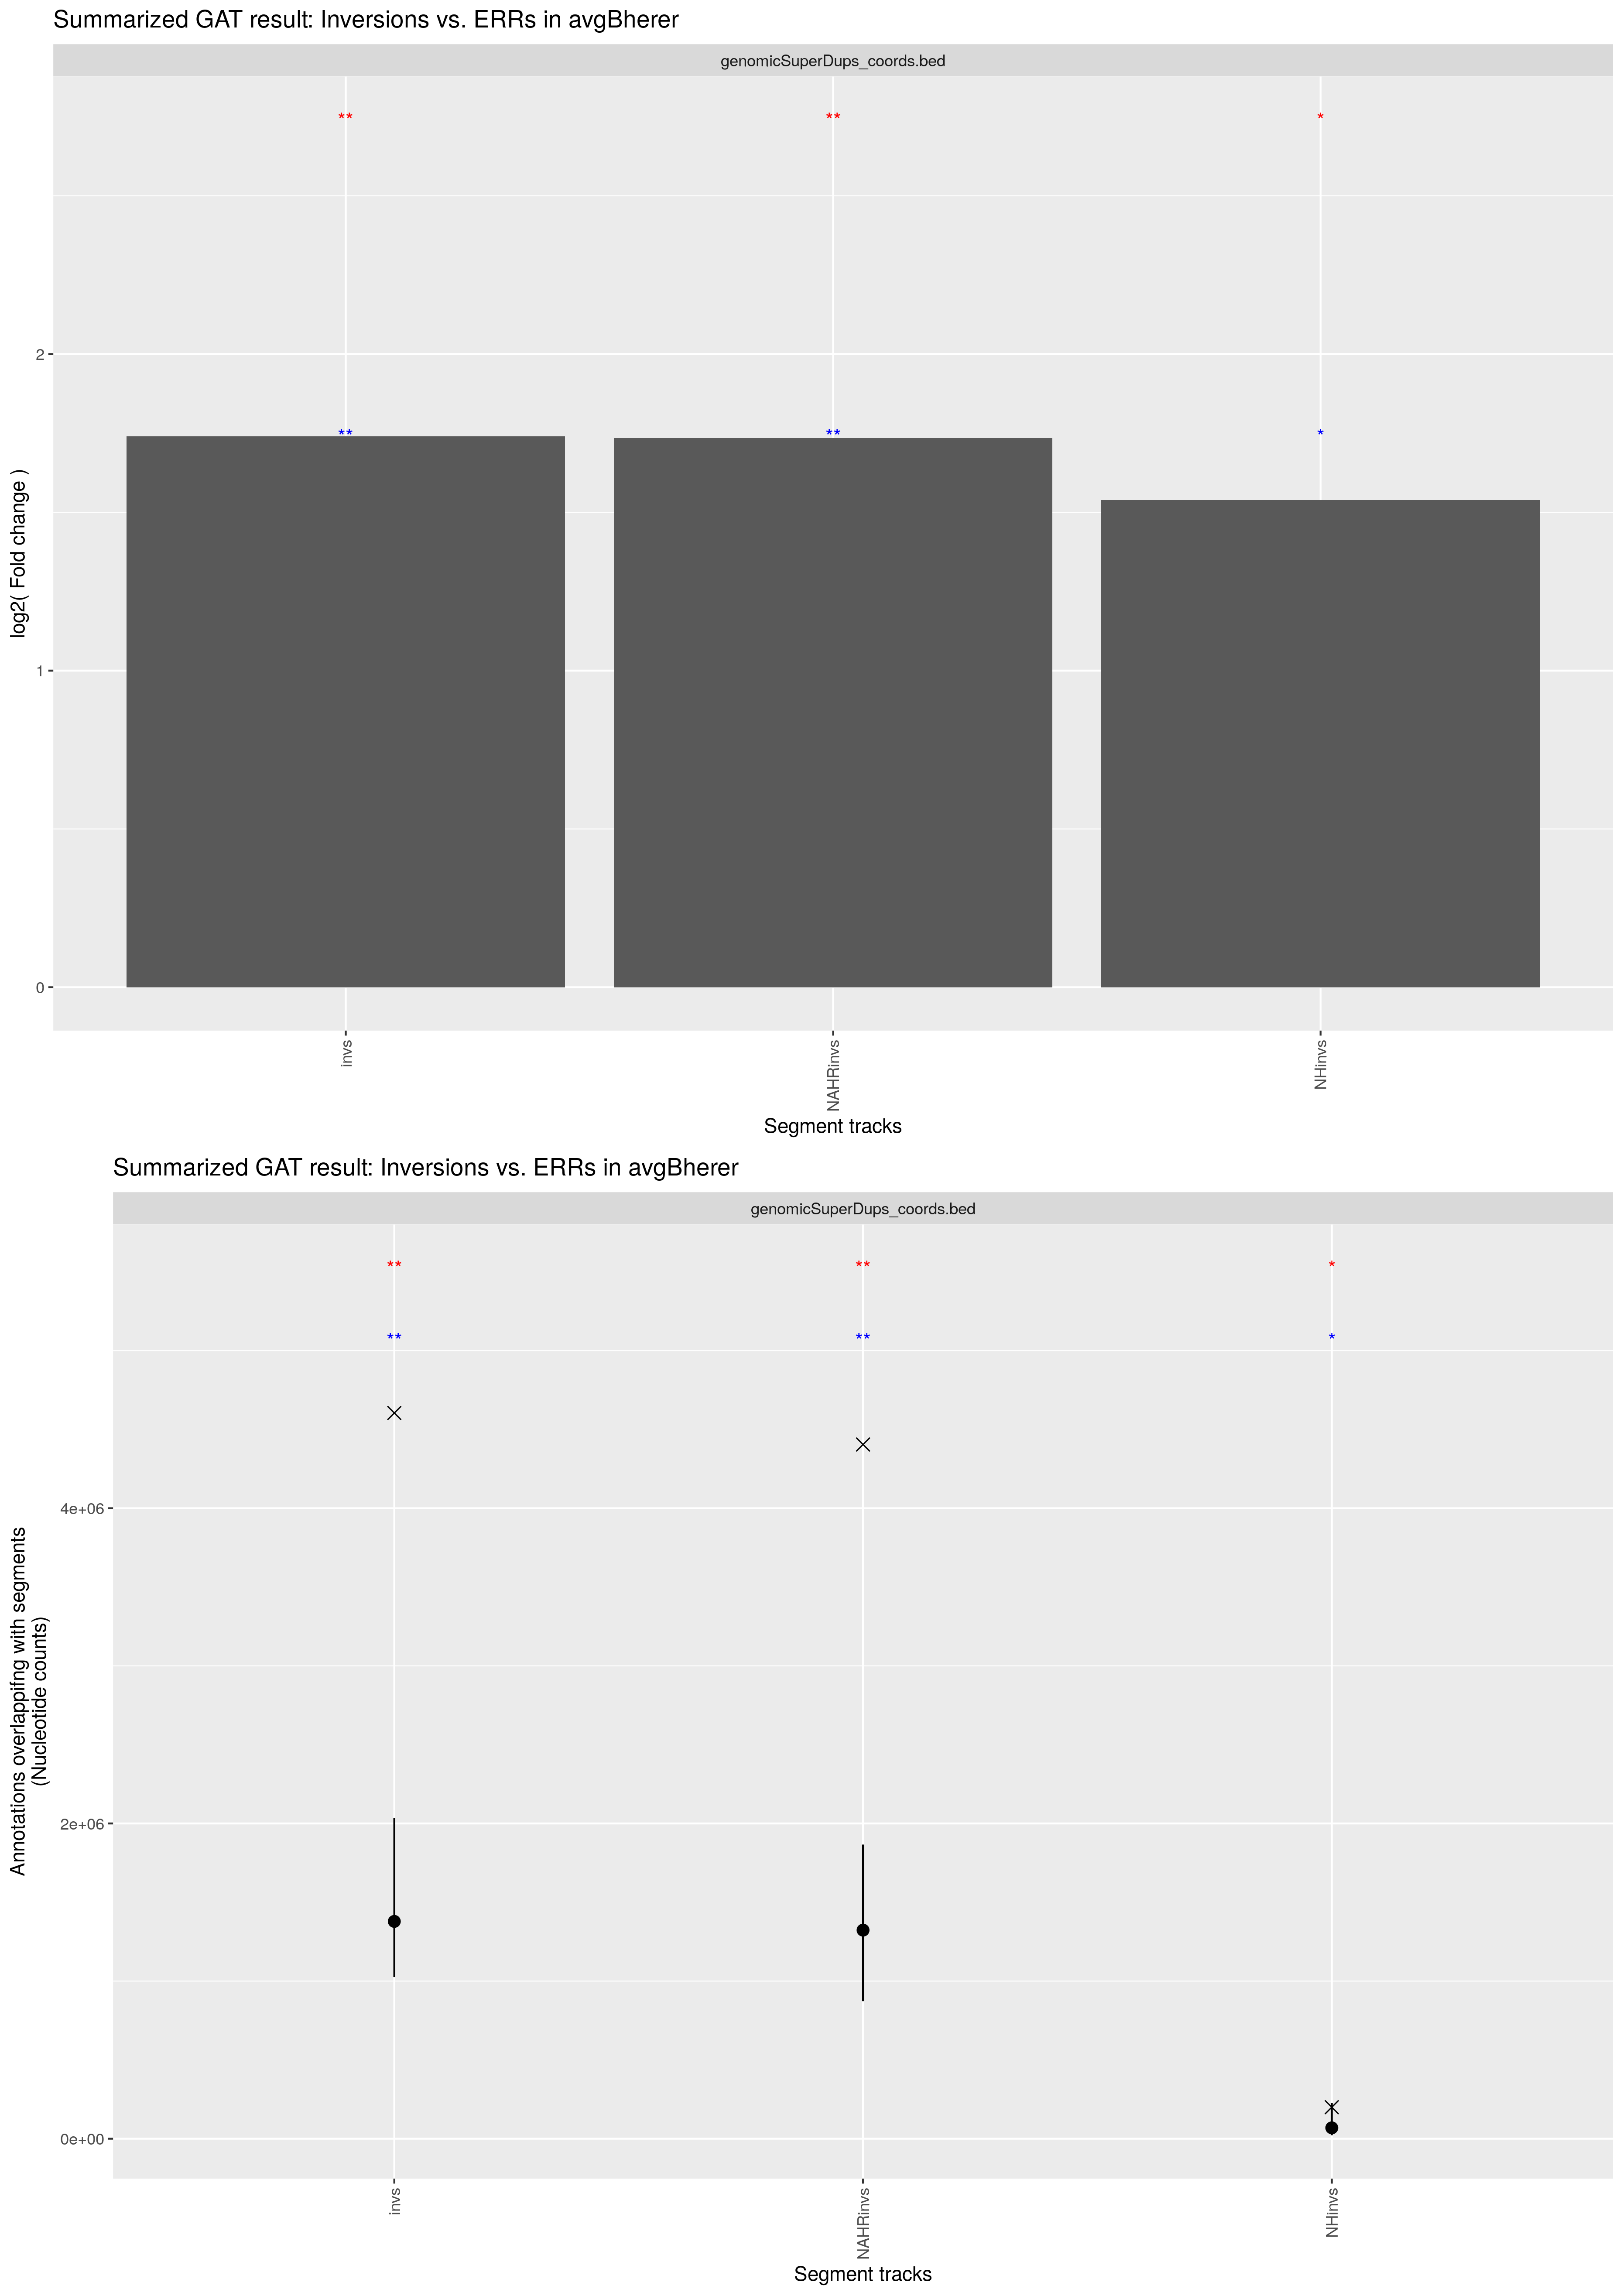 Summarized GAT result: Inversions vs. ERRs in avgBherer
genomicSuperDups_coords.bed
** ** *
2
** ** *
1
0
log2( Fold change )
invs NAHRinvs NHinvs
Segment tracks
Summarized GAT result: Inversions vs. ERRs in avgBherer
genomicSuperDups_coords.bed
** ** *
** ** *
4e+06
2e+06
0e+00
Annotations overlappifng with segments
(Nucleotide counts)
invs NAHRinvs NHinvs
Segment tracks